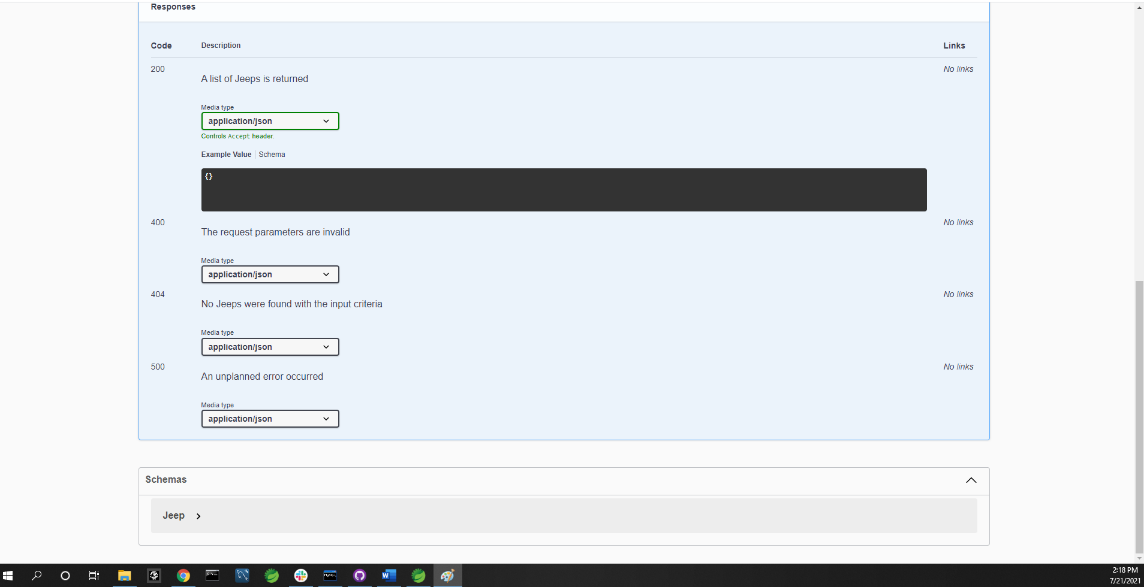 Responses
Code Description Links
200 No links
A list of Jeeps is returned
Media type
application/json
Controls Accept header.
Example Value Schema
{}
400 No links
The request parameters are invalid
Media type
application/json
404 No links
No Jeeps were found with the input criteria
Media type
application/json
500 No links
An unplanned error occurred
Media type
application/json
Schemas
Jeep
2:18 PM
7/21/2021